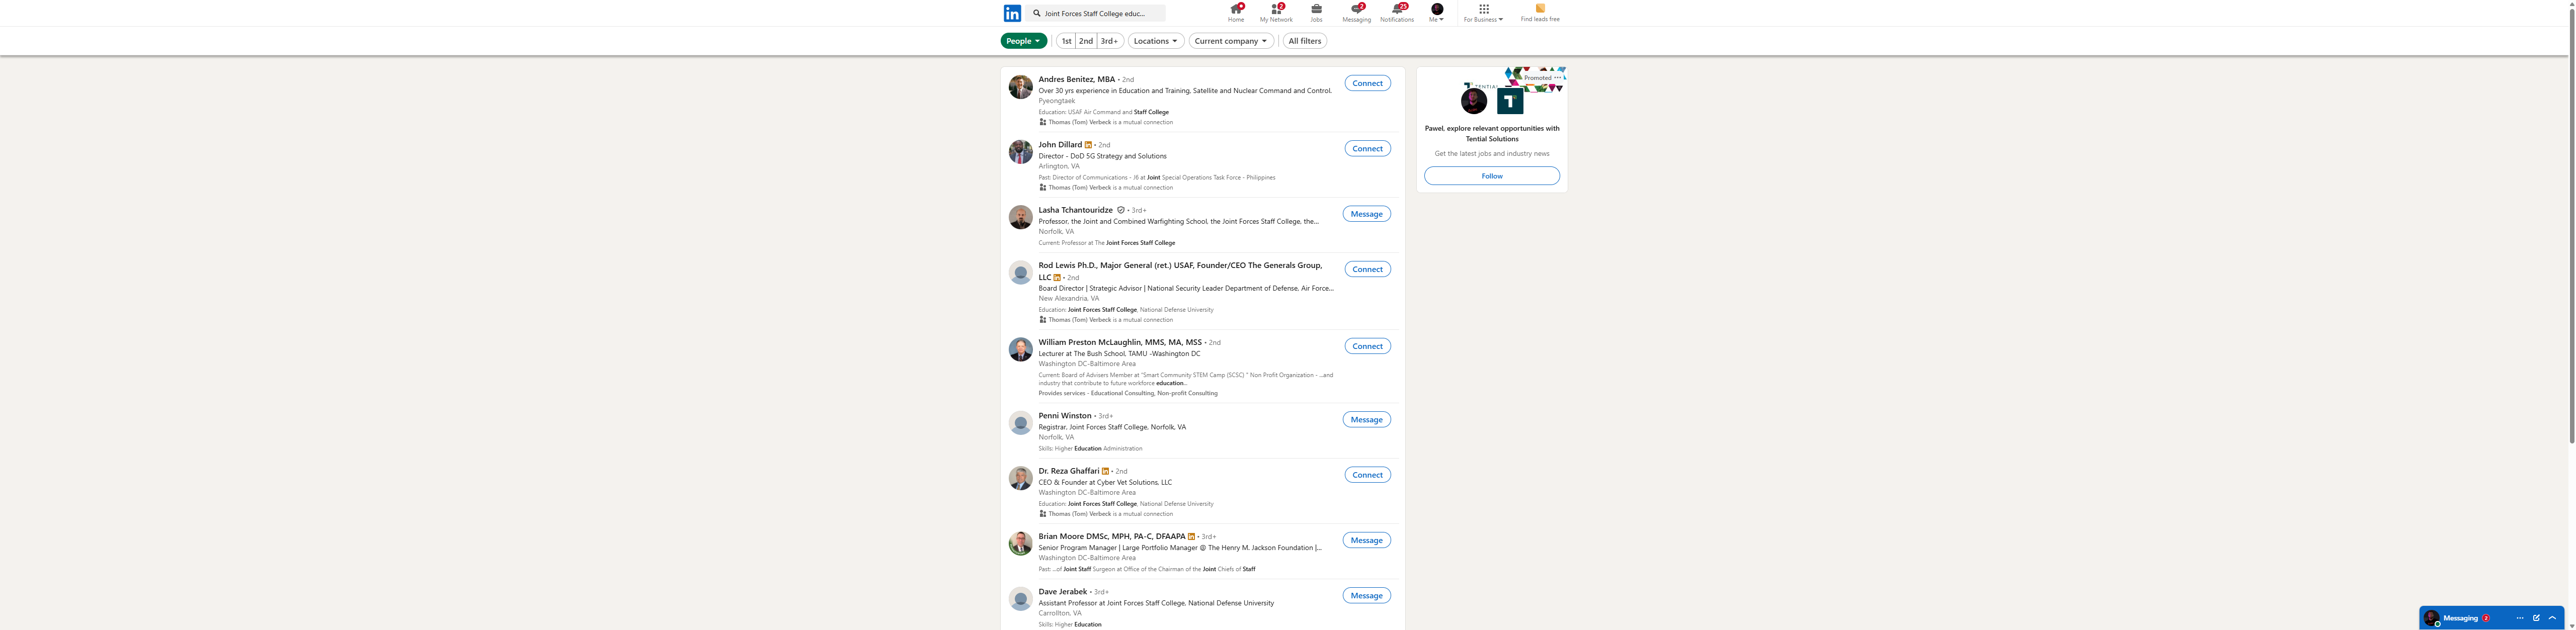 in
Joint Forces Staff College educ...
Home
2
My Network
Jobs
2
Messaging
25
Notifications
Me
For Business
Find leads free
People
1st
2nd
3rd+
Locations
Current company
All filters
Andres Benitez, MBA • 2nd
Over 30 yrs experience in Education and Training, Satellite and Nuclear Command and Control.
Pyeongtaek
Education: USAF Air Command and Staff College
Thomas (Tom) Verbeck is a mutual connection
Connect
John Dillard in • 2nd
Director - DoD 5G Strategy and Solutions
Arlington, VA
Past: Director of Communications - J6 at Joint Special Operations Task Force - Philippines
Thomas (Tom) Verbeck is a mutual connection
Connect
Lasha Tchantouridze • 3rd+
Professor, the Joint and Combined Warfighting School, the Joint Forces Staff College, the...
Norfolk, VA
Current: Professor at The Joint Forces Staff College
Message
Rod Lewis Ph.D., Major General (ret.) USAF, Founder/CEO The Generals Group,
LLC in • 2nd
Board Director | Strategic Advisor | National Security Leader Department of Defense, Air Force...
New Alexandria, VA
Education: Joint Forces Staff College, National Defense University
Thomas (Tom) Verbeck is a mutual connection
Connect
William Preston McLaughlin, MMS, MA, MSS • 2nd
Lecturer at The Bush School, TAMU -Washington DC
Washington DC-Baltimore Area
Current: Board of Advisers Member at "Smart Community STEM Camp (SCSC) " Non Profit Organization - ...and
industry that contribute to future workforce education...
Provides services - Educational Consulting, Non-profit Consulting
Connect
Penni Winston • 3rd+
Registrar, Joint Forces Staff College, Norfolk, VA
Norfolk, VA
Skills: Higher Education Administration
Message
Dr. Reza Ghaffari in • 2nd
CEO & Founder at Cyber Vet Solutions, LLC
Washington DC-Baltimore Area
Education: Joint Forces Staff College, National Defense University
Thomas (Tom) Verbeck is a mutual connection
Connect
Brian Moore DMSc, MPH, PA-C, DFAAPA in • 3rd+
Senior Program Manager | Large Portfolio Manager @ The Henry M. Jackson Foundation |...
Washington DC-Baltimore Area
Past: ...of Joint Staff Surgeon at Office of the Chairman of the Joint Chiefs of Staff
Message
Dave Jerabek • 3rd+
Assistant Professor at Joint Forces Staff College, National Defense University
Carrollton, VA
Skills: Higher Education
Message
Promoted
T
Pawel, explore relevant opportunities with
Tential Solutions
Get the latest jobs and industry news
Follow
Messaging 2